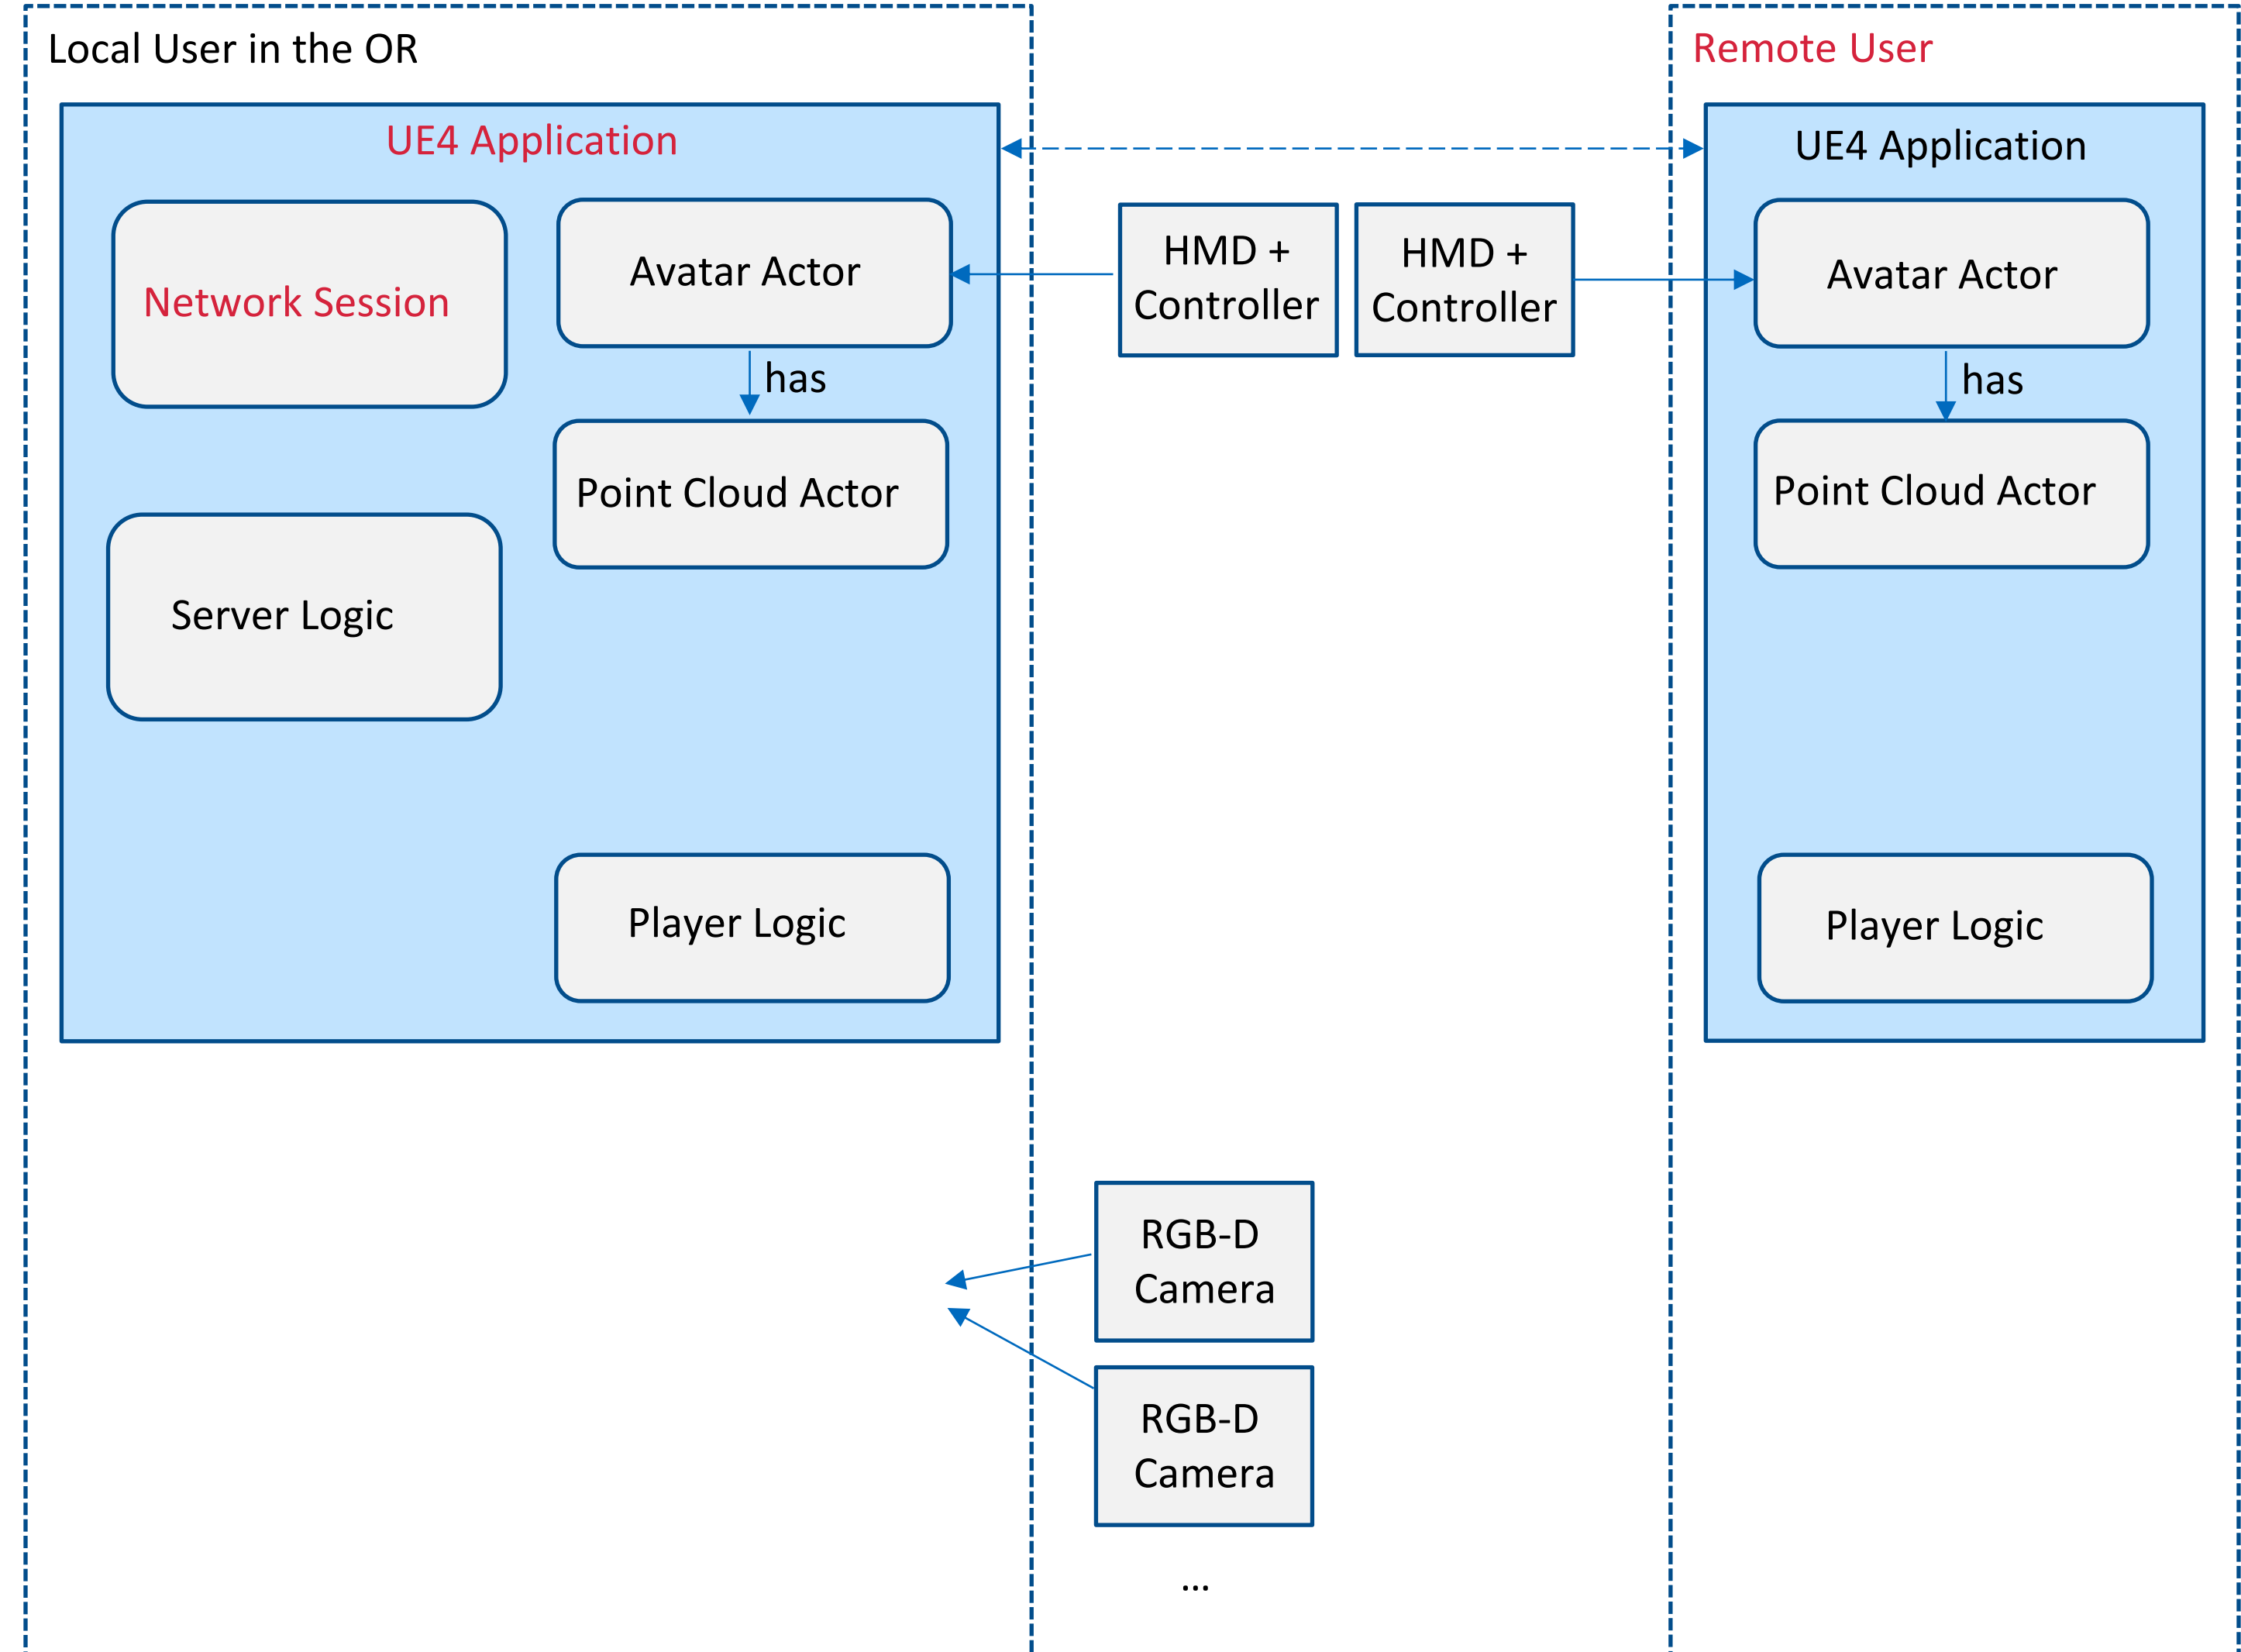 Local User in the OR
UE4 Application
Network Session
Avatar Actor
has
Point Cloud Actor
Server Logic
Player Logic
HMD +
Controller
HMD +
Controller
RGB-D
Camera
RGB-D
Camera
...
Remote User
UE4 Application
Avatar Actor
has
Point Cloud Actor
Player Logic